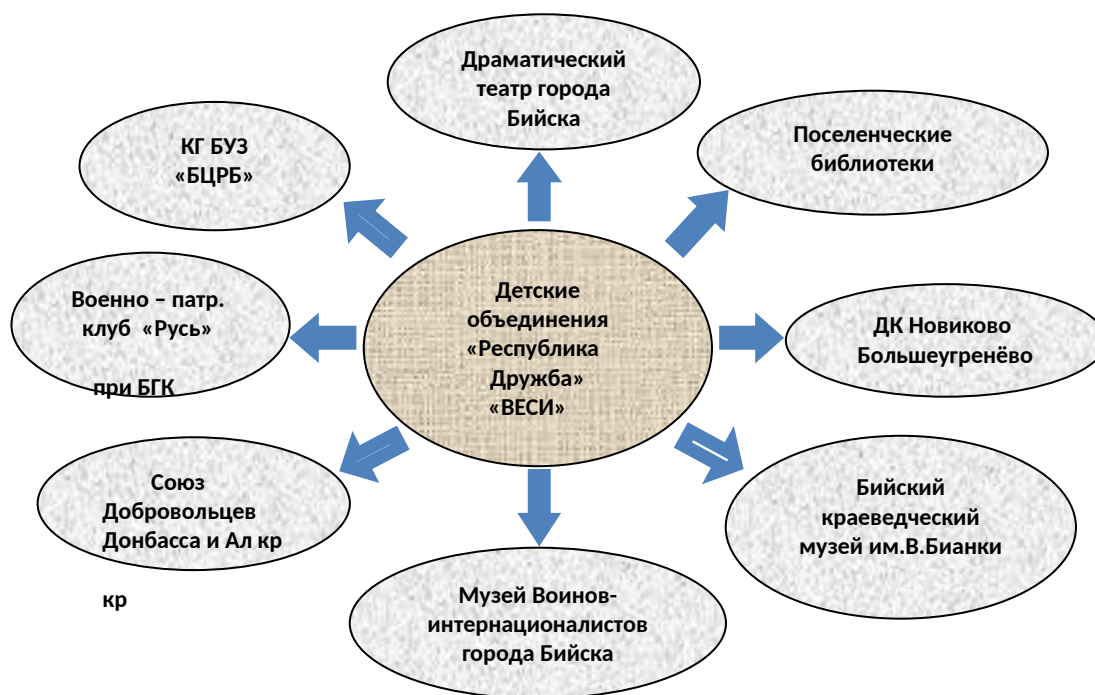 Драматический
театр города
Бийска
КГ БУЗ
«БЦРБ»
Поселенческие
библиотеки
Военно – патр.
клуб «Русь»
при БГК
Детские
объединения
«Республика
Дружба»
«ВЕСИ»
ДК Новиково
Большеугренёво
Союз
Добровольцев
Донбасса и Ал кр
кр
Бийский
краеведческий
музей им.В.Бианки
Музей Воинов-
интернационалистов
города Бийска